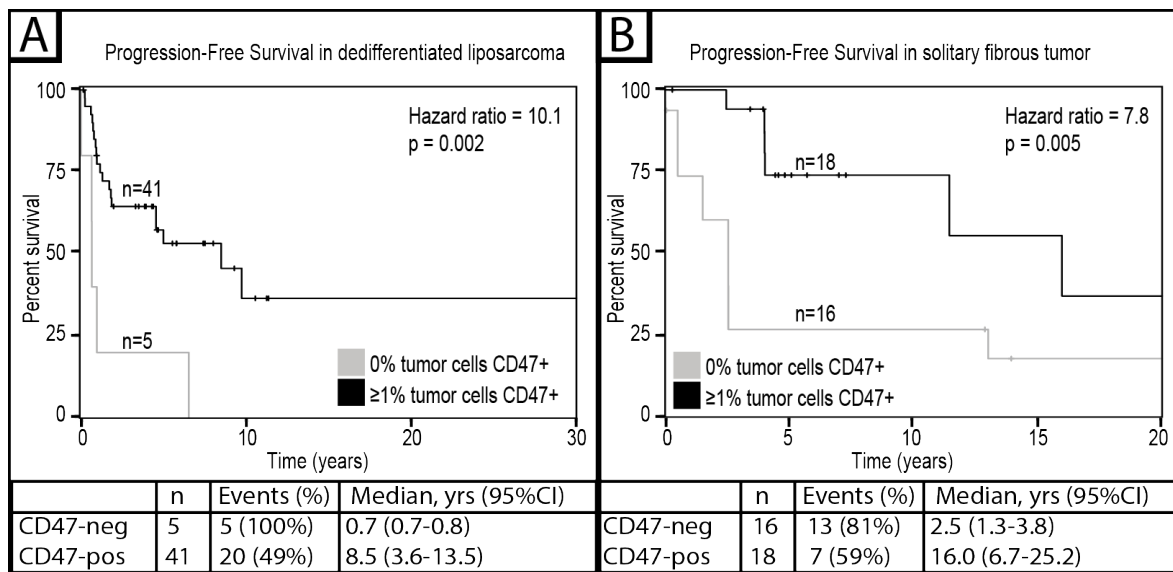 A
Progression-Free Survival in dedifferentiated liposarcoma
Percent survival
100
75
50
25
0
Hazard ratio = 10.1
p = 0.002
n=41
n=5
0% tumor cells CD47+
≥1% tumor cells CD47+
0 10 20 30
Time (years)
n Events (%) Median, yrs (95%CI)
CD47-neg 5 5 (100%) 0.7 (0.7-0.8)
CD47-pos 41 20 (49%) 8.5 (3.6-13.5)
B
Progression-Free Survival in solitary fibrous tumor
Percent survival
100
75
50
25
0
Hazard ratio = 7.8
p = 0.005
n=18
n=16
0% tumor cells CD47+
≥1% tumor cells CD47+
0 5 10 15 20
Time (years)
n Events (%) Median, yrs (95%CI)
CD47-neg 16 13 (81%) 2.5 (1.3-3.8)
CD47-pos 18 7 (59%) 16.0 (6.7-25.2)